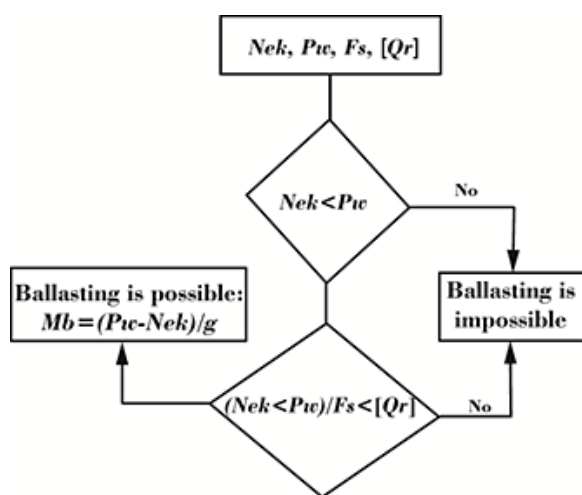 Nek, Pw, Fs, [Qr]
Nek<Pw
No
Ballasting is possible:
Mb=(Pw-Nek)/g
Ballasting is
impossible
(Nek<Pw)/Fs<[Qr]
No